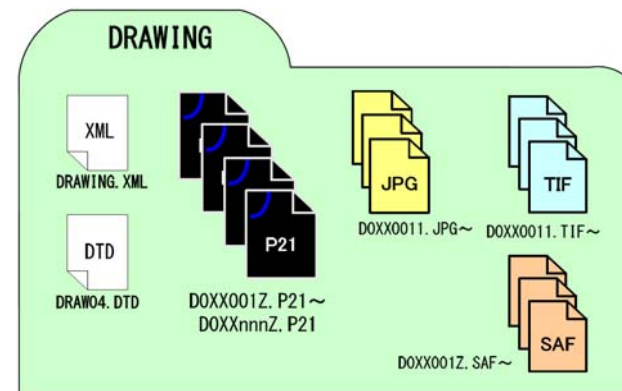 DRAWING
XML
DRAWING.XML
DTD
DRAW04.DTD
P21
D0XX001Z.P21～
D0XXnnnZ.P21
JPG
D0XX0011.JPG～
TIF
D0XX0011.TIF～
SAF
D0XX001Z.SAF～